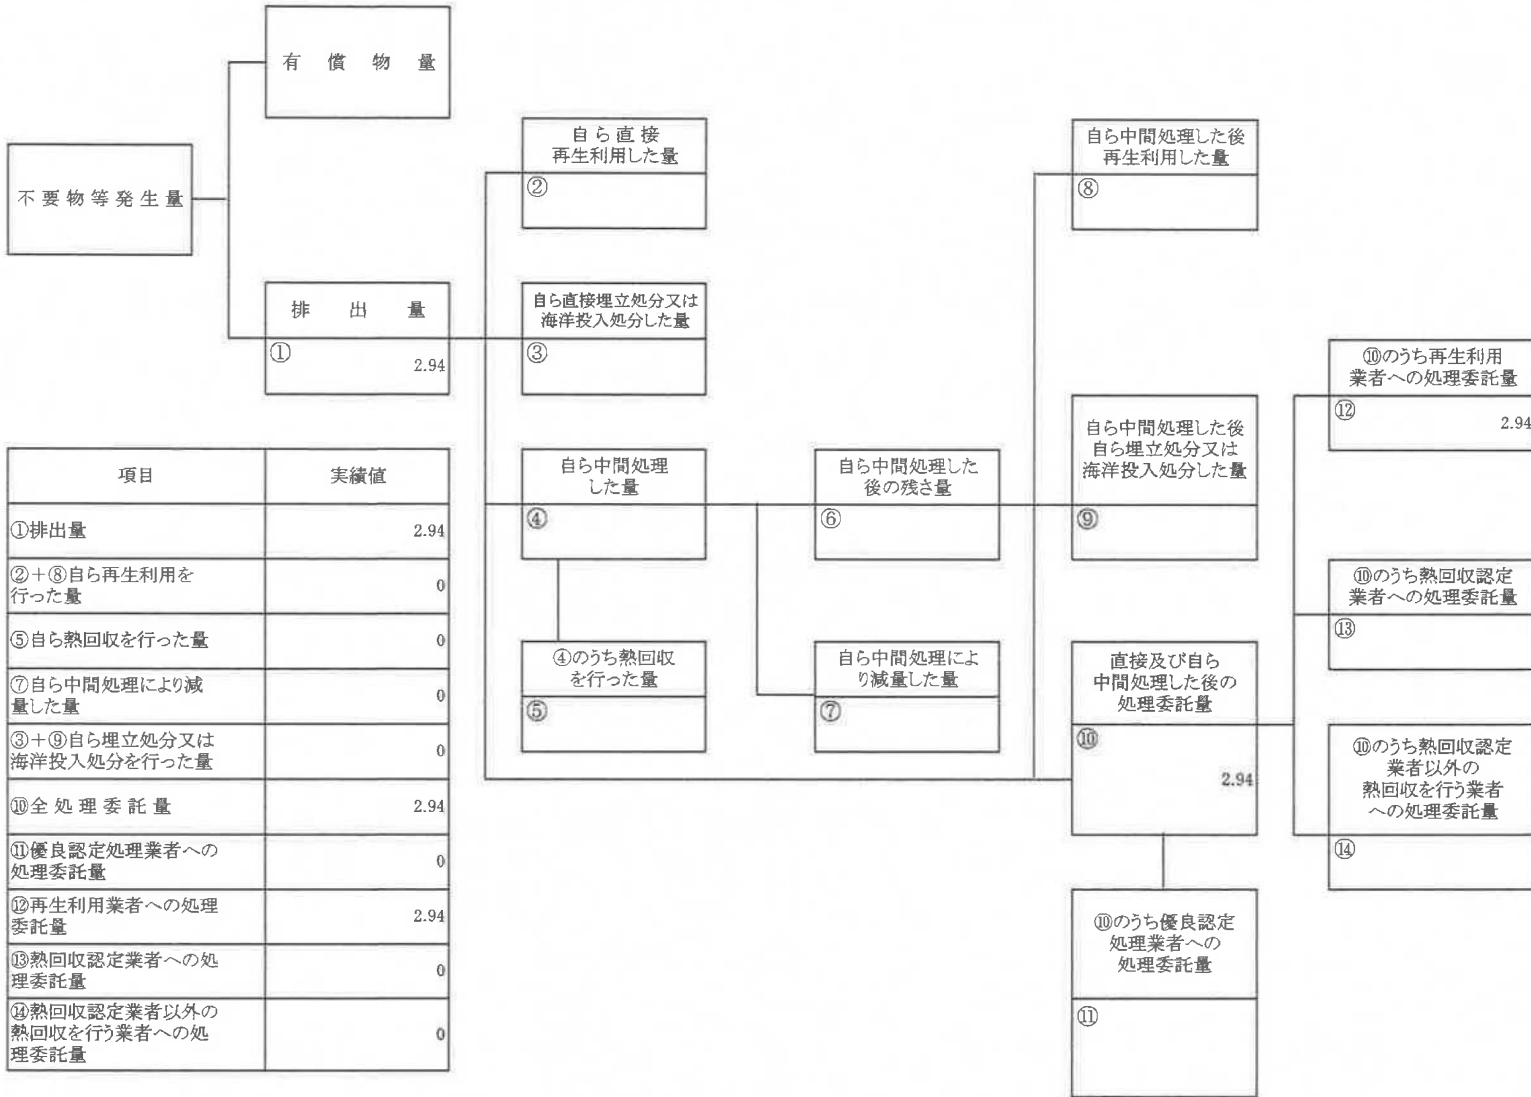 有償物量
不要物等発生量
排出量
①
2.94
自ら直接
再生利用した量
②
自ら直接埋立処分又は
海洋投入処分した量
③
自ら中間処理
した量
④
④のうち熱回収
を行った量
⑤
自ら中間処理した
後の残さ量
⑥
自ら中間処理によ
り減量した量
⑦
自ら中間処理した後
再生利用した量
⑧
自ら中間処理した後
自ら埋立処分又は
海洋投入処分した量
⑨
直接及び自ら
中間処理した後の
処理委託量
⑩
2.94
⑩のうち優良認定
処理業者への
処理委託量
⑪
⑩のうち再生利用
業者への処理委託量
⑫
2.94
⑩のうち熱回収認定
業者への処理委託量
⑬
⑩のうち熱回収認定
業者以外の
熱回収を行う業者
への処理委託量
⑭
項目 実績値
①排出量 2.94
②+⑧自ら再生利用を
行った量 0
⑤自ら熱回収を行った量 0
⑦自ら中間処理により減
量した量 0
③+⑨自ら埋立処分又は
海洋投入処分を行った量 0
⑩全処理委託量 2.94
⑪優良認定処理業者への
処理委託量 0
⑫再生利用業者への処理
委託量 2.94
⑬熱回収認定業者への処
理委託量 0
⑭熱回収認定業者以外の
熱回収を行う業者への処
理委託量 0